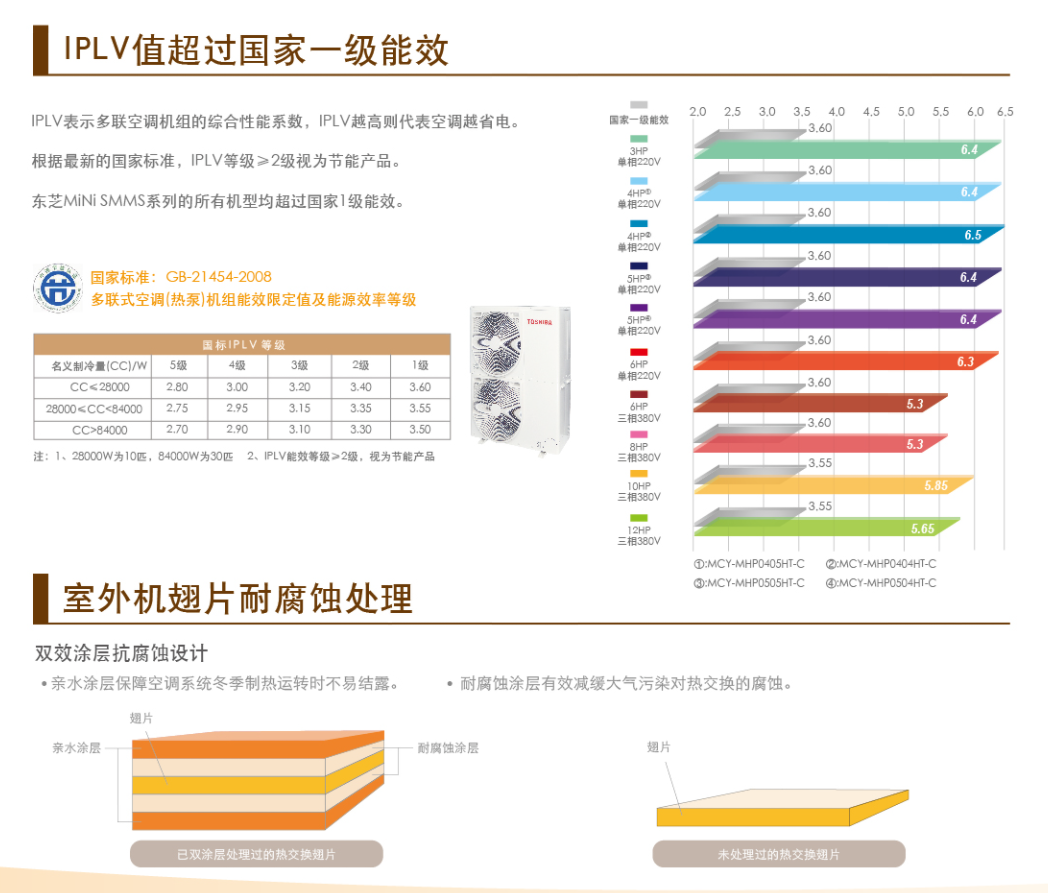 IPLV值超过国家一级能效
IPLV表示多联空调机组的综合性能系数，IPLV越高则代表空调越省电。
根据最新的国家标准，IPLV等级≥2级视为节能产品。
东芝MiNi SMMS系列的所有机型均超过国家1级能效。
国家标准：GB-21454-2008
多联式空调(热泵)机组能效限定值及能源效率等级
国标IPLV等级
名义制冷量(CC)/W 5级 4级 3级 2级 1级
CC≤28000 2.80 3.00 3.20 3.40 3.60
28000≤CC<84000 2.75 2.95 3.15 3.35 3.55
CC>84000 2.70 2.90 3.10 3.30 3.50
注：1、28000W为10匹，84000W为30匹 2、IPLV能效等级≥2级，视为节能产品
TOSHIBA
国家一级能效
2.0 2.5 3.0 3.5 4.0 4.5 5.0 5.5 6.0 6.5
3HP
单相220V
3.60
6.4
4HP①
单相220V
3.60
6.4
4HP②
单相220V
3.60
6.5
5HP③
单相220V
3.60
6.4
5HP④
单相220V
3.60
6.4
6HP
单相220V
3.60
6.3
6HP
三相380V
3.60
5.3
8HP
三相380V
3.60
5.3
10HP
三相380V
3.55
5.85
12HP
三相380V
3.55
5.65
①:MCY-MHP0405HT-C ②:MCY-MHP0404HT-C
③:MCY-MHP0505HT-C ④:MCY-MHP0504HT-C
室外机翅片耐腐蚀处理
双效涂层抗腐蚀设计
•亲水涂层保障空调系统冬季制热运转时不易结露。
• 耐腐蚀涂层有效减缓大气污染对热交换的腐蚀。
翅片
亲水涂层
耐腐蚀涂层
已双涂层处理过的热交换翅片
翅片
未处理过的热交换翅片